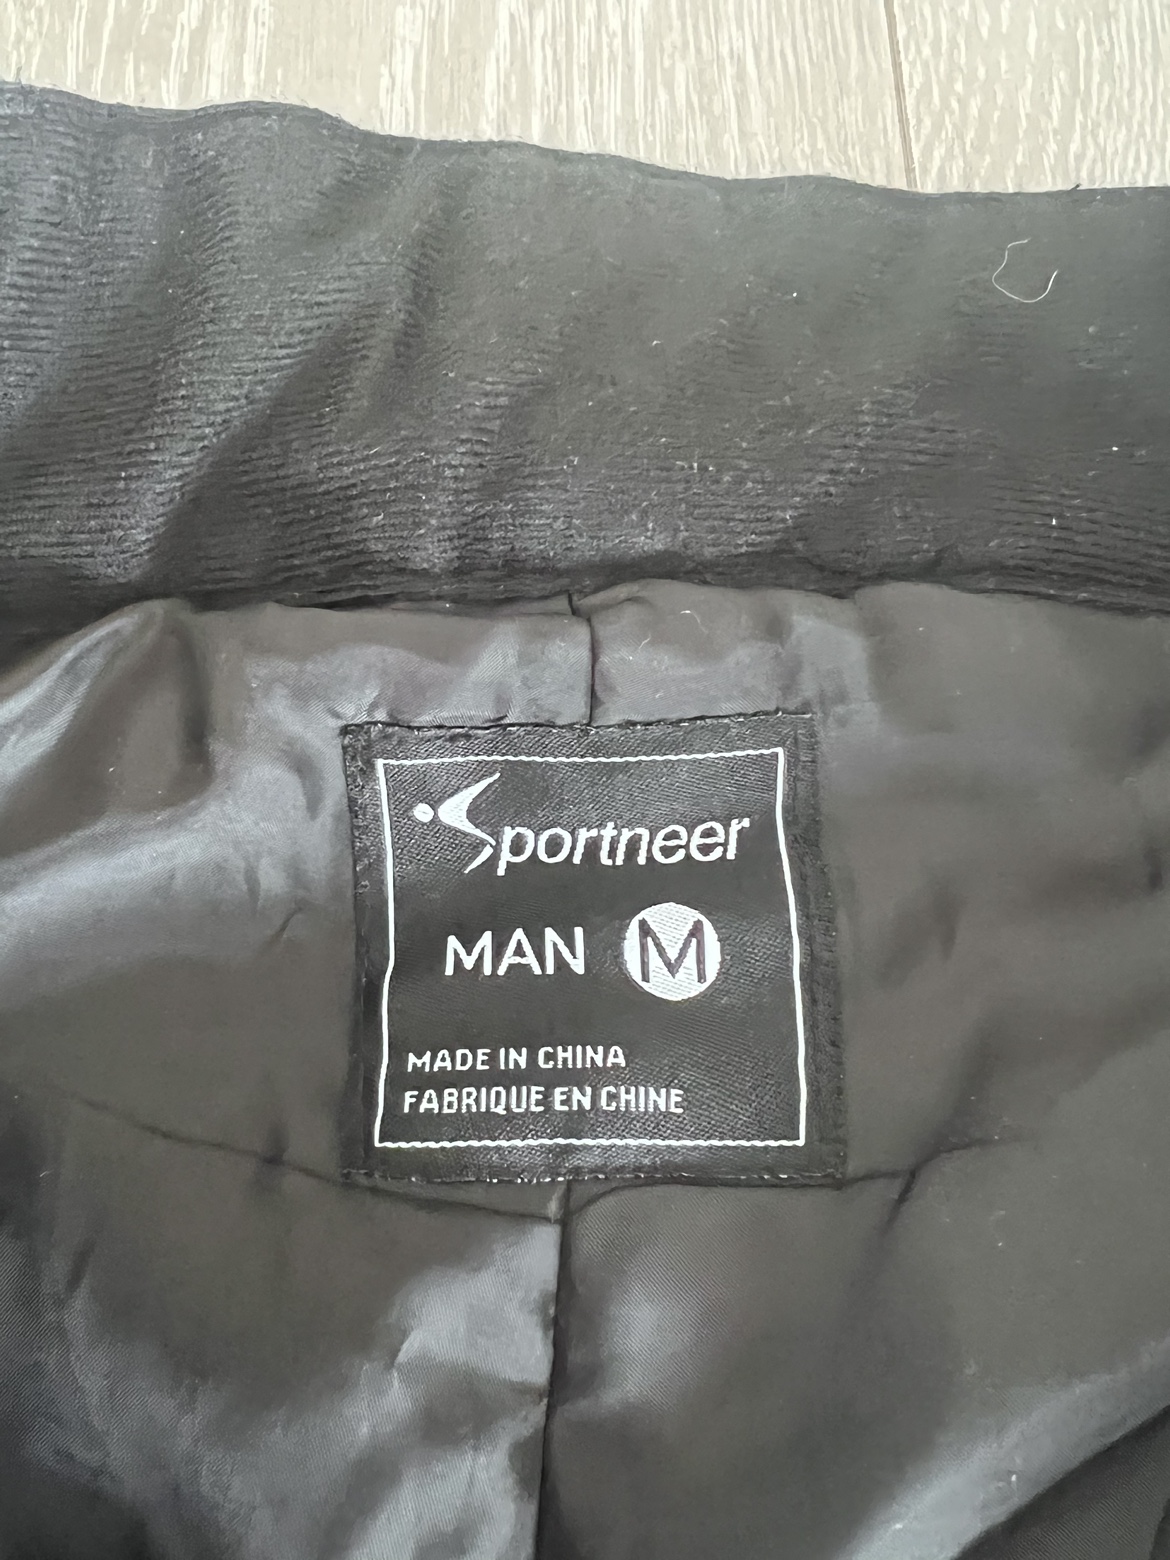 Sportneer
MAN M
MADE IN CHINA
FABRIQUE EN CHINE